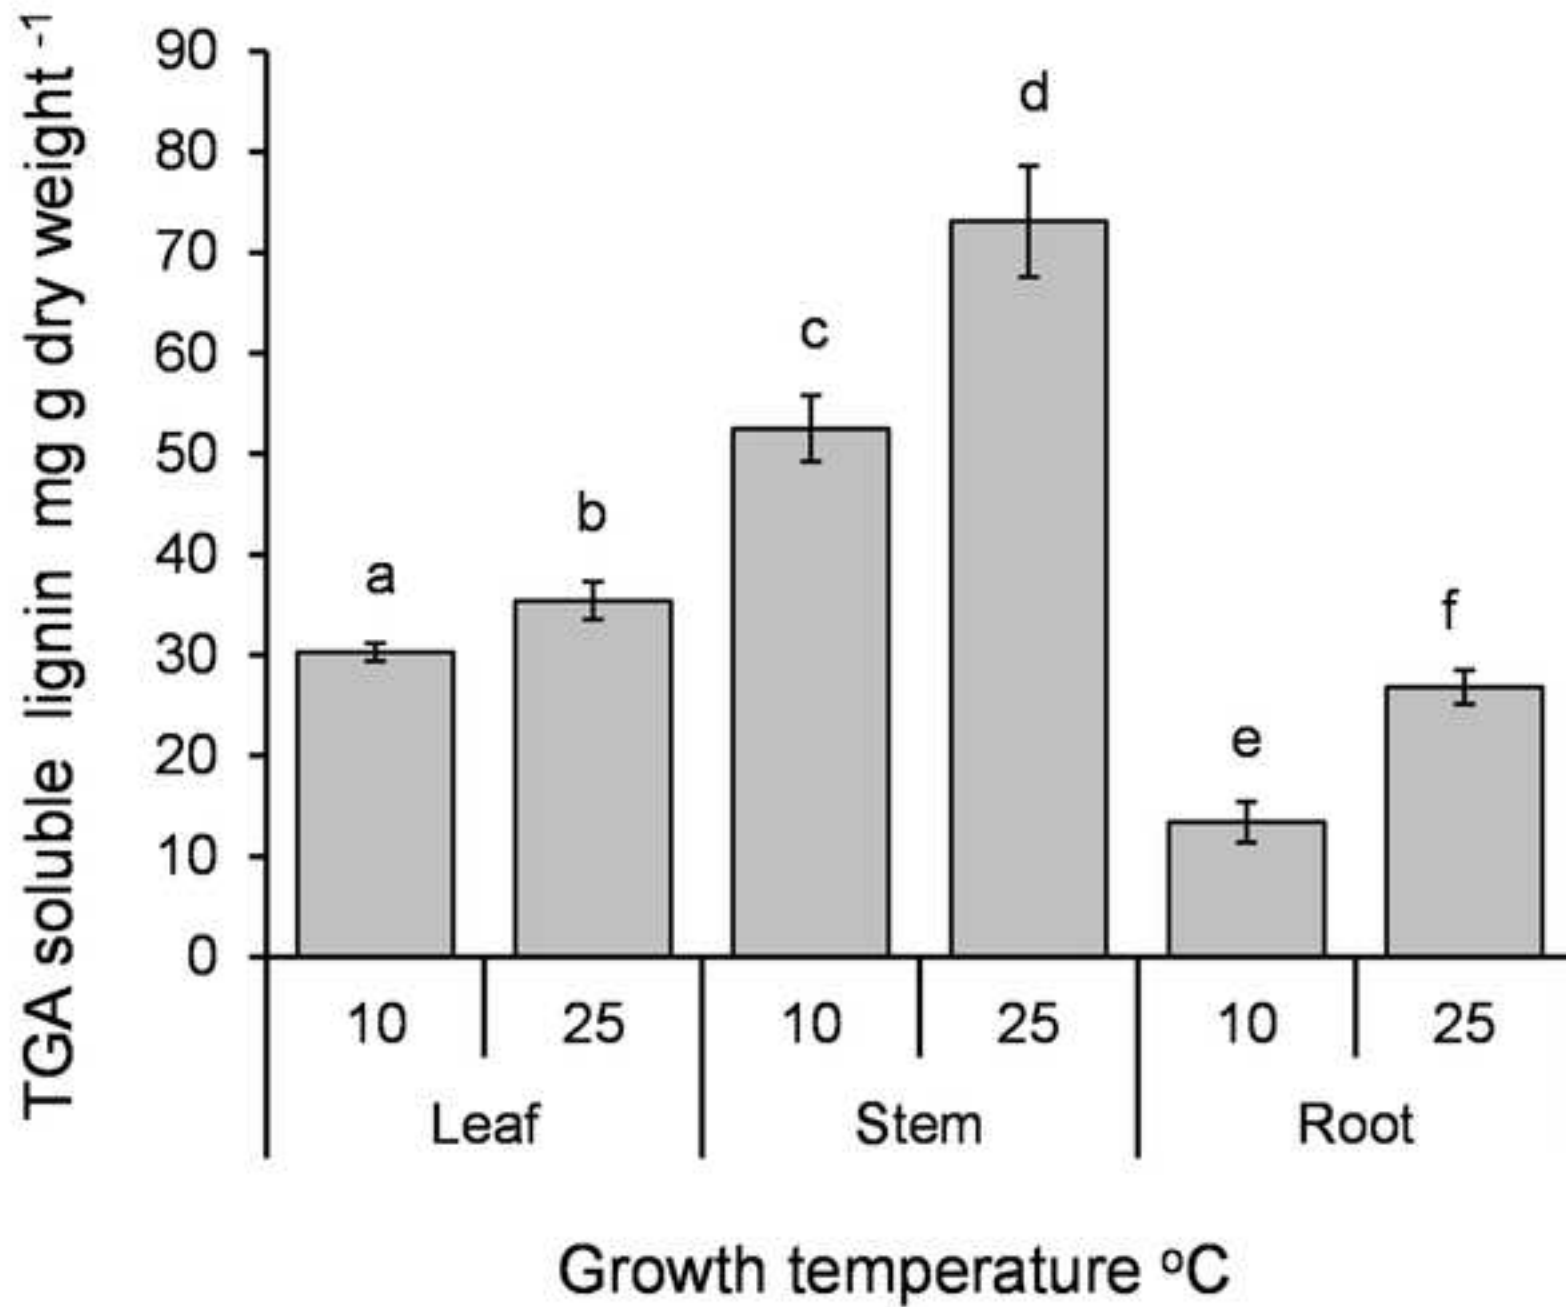 TGA soluble lignin mg g dry weight -1
90
80
70
60
50
40
30
20
10
0
a
b
c
d
e
f
10 25 10 25 10 25
Leaf Stem Root
Growth temperature ºC